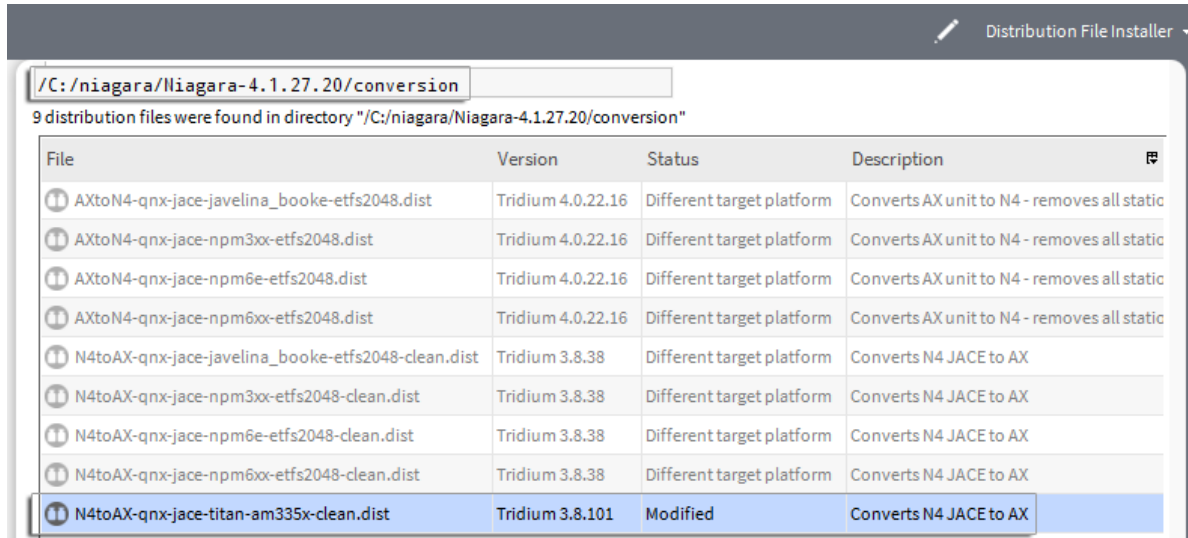 Distribution File Installer
/C:/niagara/Niagara-4.1.27.20/conversion
9 distribution files were found in directory "/C:/niagara/Niagara-4.1.27.20/conversion"
File Version Status Description
AXtoN4-qnx-jace-javelina_booke-etfs2048.dist Tridium 4.0.22.16 Different target platform Converts AX unit to N4 - removes all static
AXtoN4-qnx-jace-npm3xx-etfs2048.dist Tridium 4.0.22.16 Different target platform Converts AX unit to N4 - removes all static
AXtoN4-qnx-jace-npm6e-etfs2048.dist Tridium 4.0.22.16 Different target platform Converts AX unit to N4 - removes all static
AXtoN4-qnx-jace-npm6xx-etfs2048.dist Tridium 4.0.22.16 Different target platform Converts AX unit to N4 - removes all static
N4toAX-qnx-jace-javelina_booke-etfs2048-clean.dist Tridium 3.8.38 Different target platform Converts N4 JACE to AX
N4toAX-qnx-jace-npm3xx-etfs2048-clean.dist Tridium 3.8.38 Different target platform Converts N4 JACE to AX
N4toAX-qnx-jace-npm6e-etfs2048-clean.dist Tridium 3.8.38 Different target platform Converts N4 JACE to AX
N4toAX-qnx-jace-npm6xx-etfs2048-clean.dist Tridium 3.8.38 Different target platform Converts N4 JACE to AX
N4toAX-qnx-jace-titan-am335x-clean.dist Tridium 3.8.101 Modified Converts N4 JACE to AX